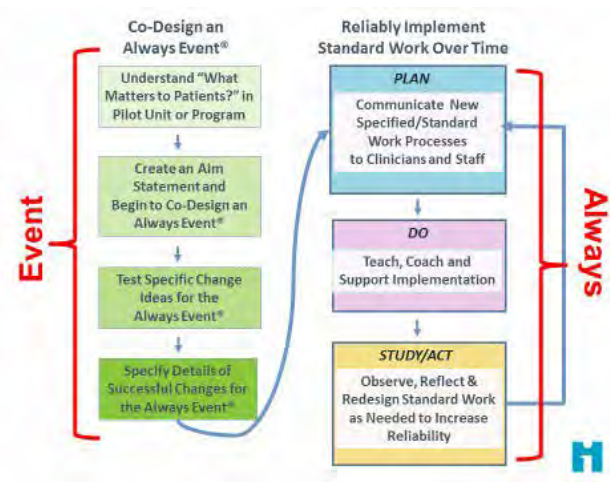 Co-Design an
Always Event®
Understand “What
Matters to Patients?” in
Pilot Unit or Program
Create an Aim
Statement and
Begin to Co-Design an
Always Event®
Test Specific Change
Ideas for the
Always Event®
Specify Details of
Successful Changes for
the Always Event®
Event
Reliably Implement
Standard Work Over Time
PLAN
Communicate New
Specified/Standard
Work Processes
to Clinicians and Staff
DO
Teach, Coach and
Support Implementation
STUDY/ACT
Observe, Reflect &
Redesign Standard Work
as Needed to Increase
Reliability
Always